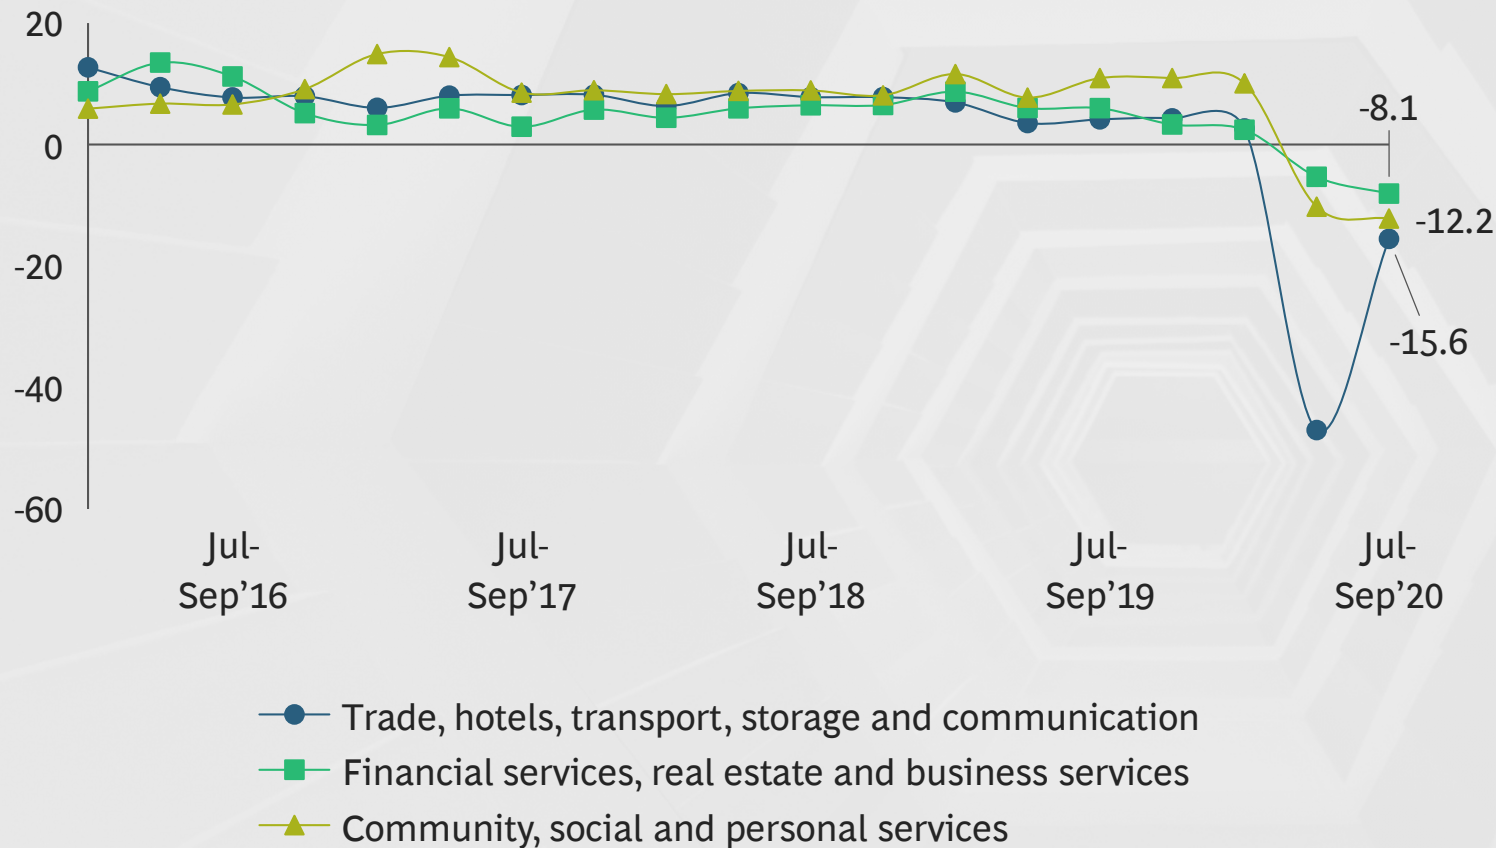 20
0
-20
-40
-60
-8.1
-12.2
-15.6
Jul-
Sep’16
Jul-
Sep’17
Jul-
Sep’18
Jul-
Sep’19
Jul-
Sep’20
Trade, hotels, transport, storage and communication
Financial services, real estate and business services
Community, social and personal services